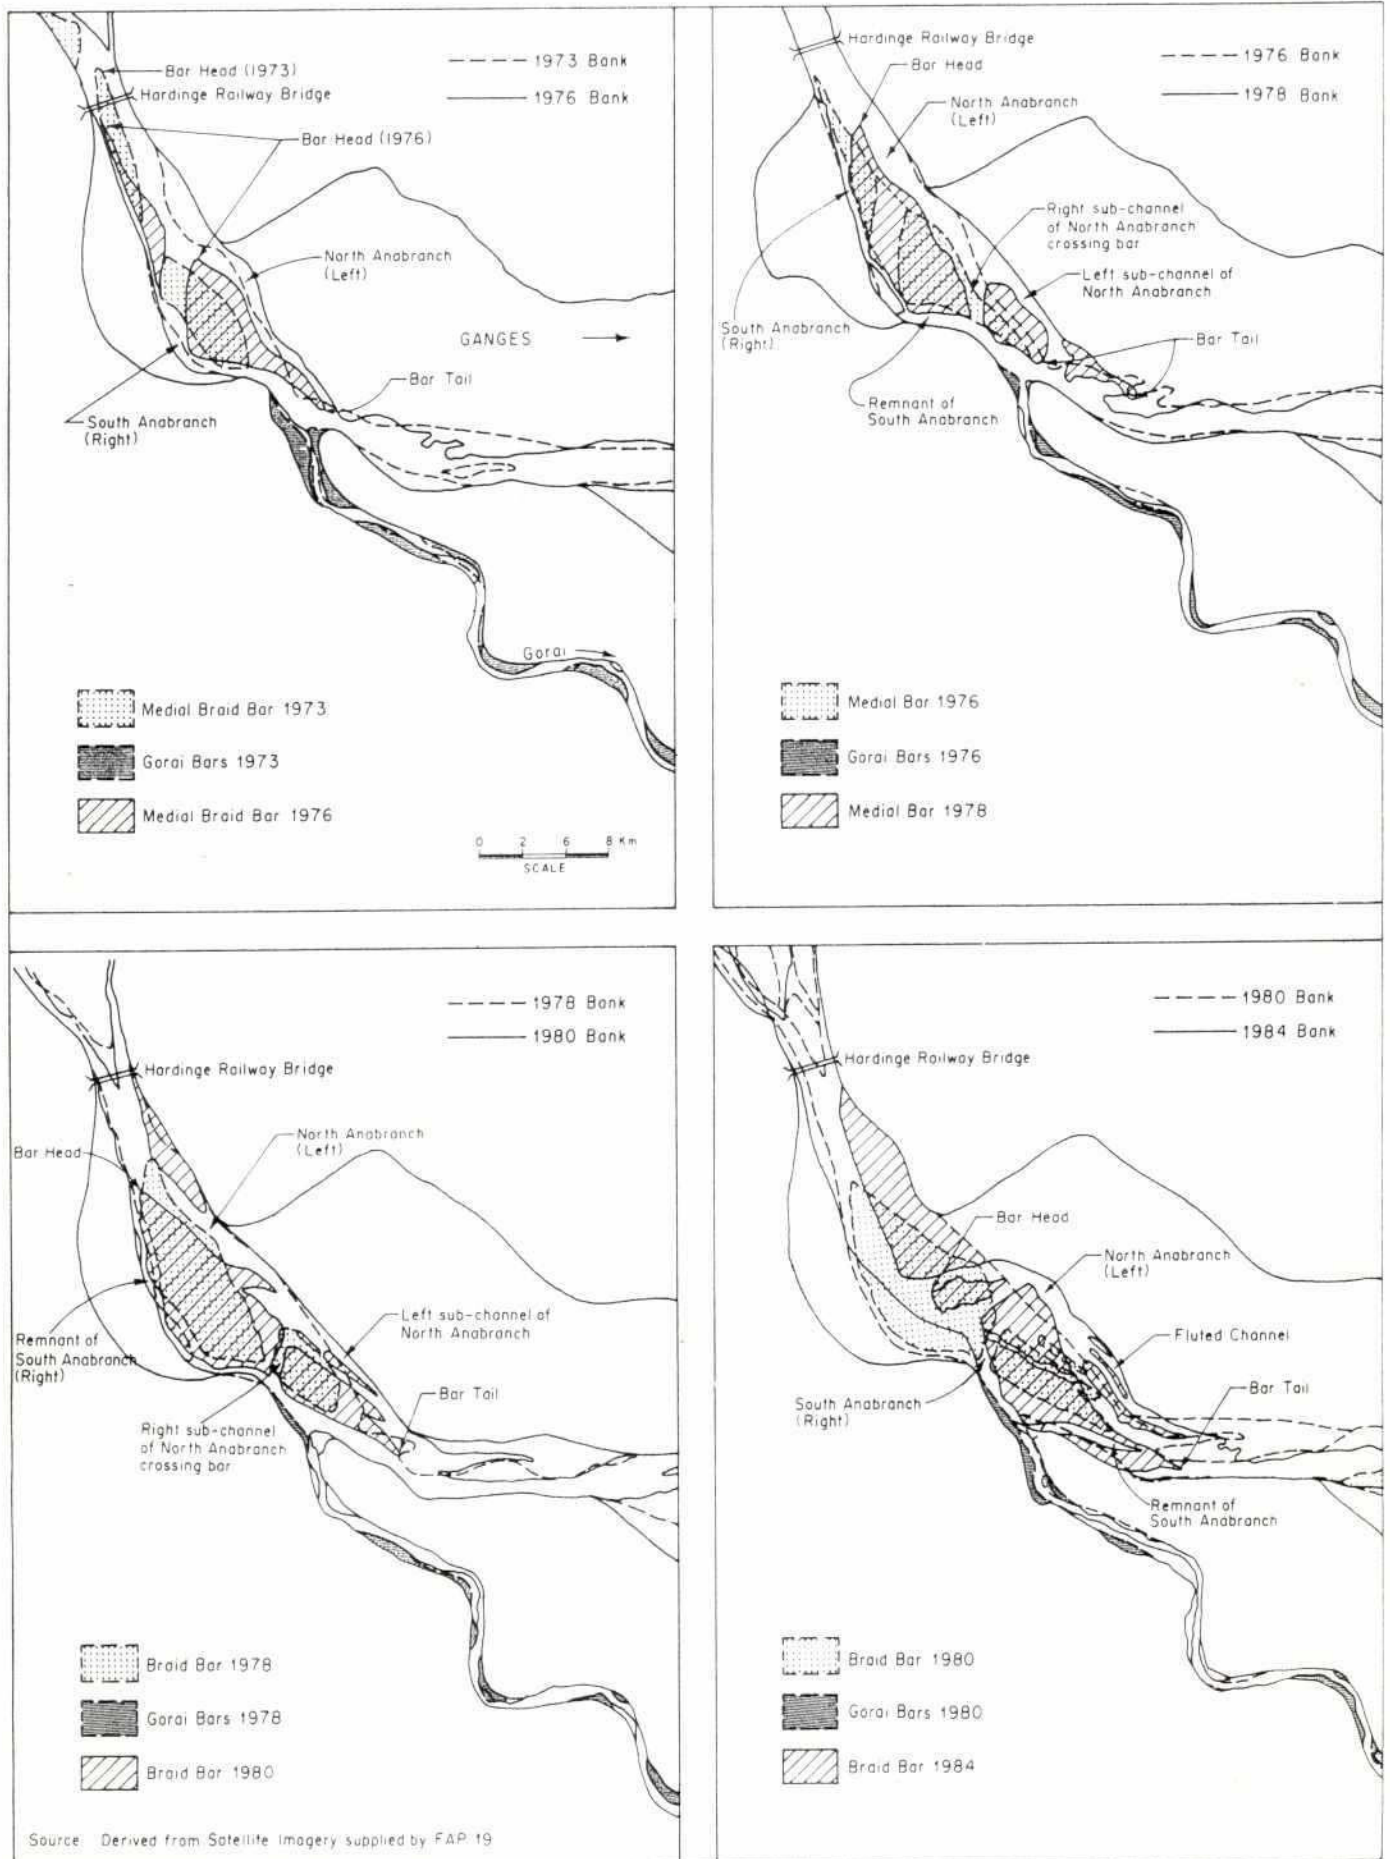 Bar Head (1973)
Hardinge Railway Bridge
1973 Bank
1976 Bank
Bar Head (1976)
North Anabranch
(Left)
GANGES
Bar Tail
South Anabranch
(Right)
Gorai
Medial Braid Bar 1973
Gorai Bars 1973
Medial Braid Bar 1976
0 2 6 8 Km
SCALE
Hardinge Railway Bridge
Bar Head
1976 Bank
1978 Bank
North Anabranch
(Left)
Right sub-channel
of North Anabranch
crossing bar
Left sub-channel of
North Anabranch
South Anabranch
(Right)
Bar Tail
Remnant of
South Anabranch
Medial Bar 1976
Gorai Bars 1976
Medial Bar 1978
1978 Bank
1980 Bank
Hardinge Railway Bridge
North Anabranch
(Left)
Bar Head
Left sub-channel of
North Anabranch
Remnant of
South Anabranch
(Right)
Bar Tail
Right sub-channel
of North Anabranch
crossing bar
Braid Bar 1978
Gorai Bars 1978
Braid Bar 1980
Source: Derived from Satellite Imagery supplied by FAP 19
1980 Bank
1984 Bank
Hardinge Railway Bridge
Bar Head
North Anabranch
(Left)
Fluted Channel
Bar Tail
South Anabranch
(Right)
Remnant of
South Anabranch
Braid Bar 1980
Gorai Bars 1980
Braid Bar 1984